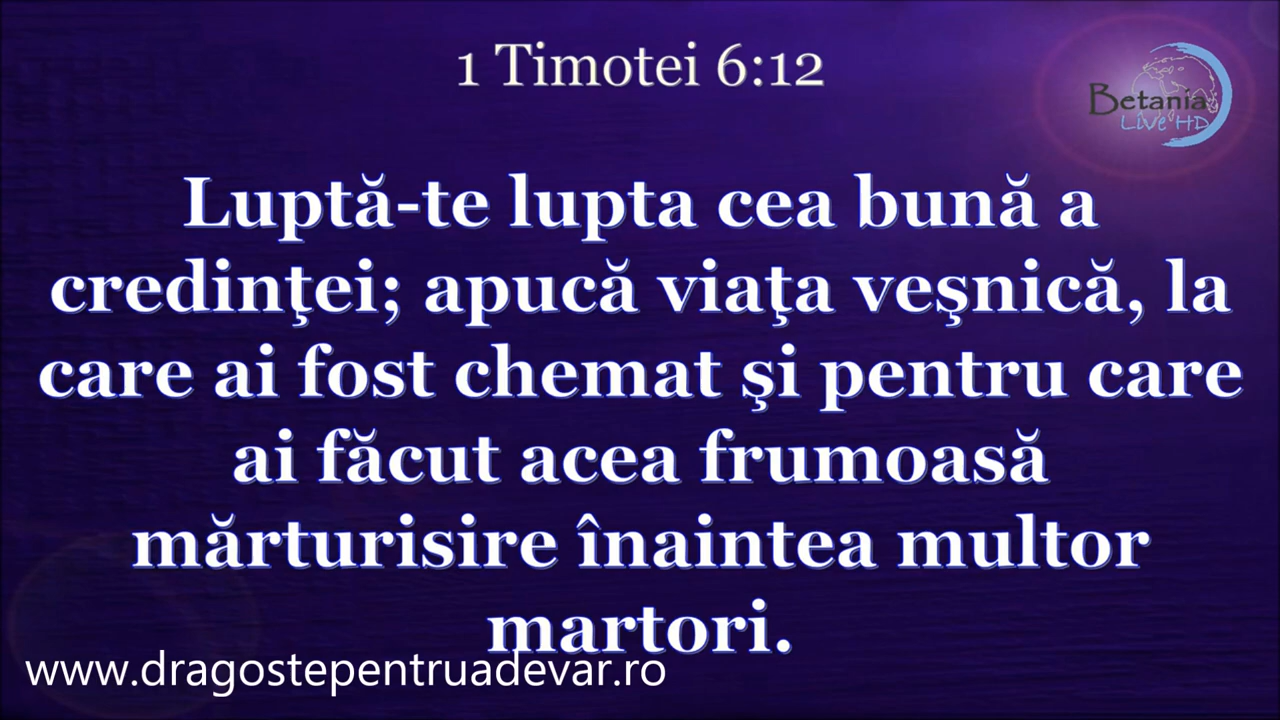 1 Timotei 6:12
Betania
Live HD
Luptă-te lupta cea bună a
credinţei; apucă viaţa veşnică, la
care ai fost chemat şi pentru care
ai făcut acea frumoasă
mărturisire înaintea multor
martori.
www.dragostepentruadevar.ro